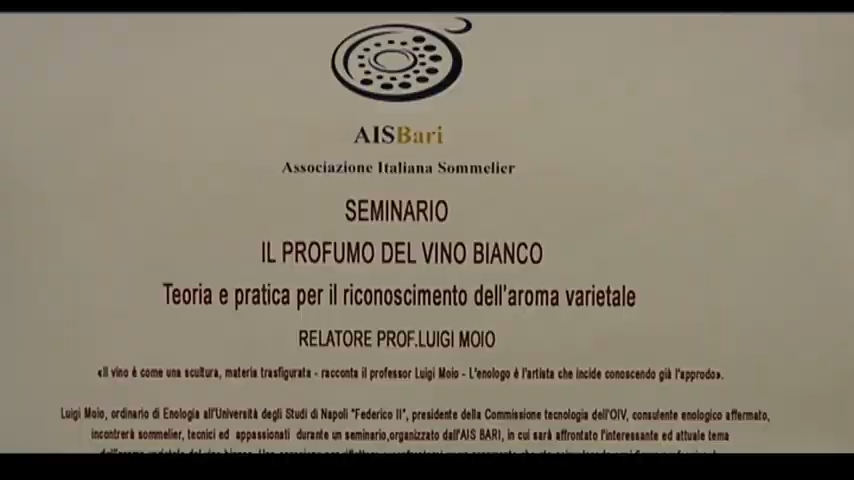 AISBari
Associazione Italiana Sommelier
SEMINARIO
IL PROFUMO DEL VINO BIANCO
Teoria e pratica per il riconoscimento dell'aroma varietale
RELATORE PROF.LUIGI MOIO
«Il vino è come una scultura, materia trasfigurata - racconta il professor Luigi Moio - L'enologo è l'artista che incide conoscendo già l'approdo».
Luigi Moio, ordinario di Enologia all'Università degli Studi di Napoli "Federico II", presidente della Commissione tecnologia dell'OIV, consulente enologico affermato,
incontrerà sommelier, tecnici ed appassionati durante un seminario,organizzato dall'AIS BARI, in cui sarà affrontato l'interessante ed attuale tema